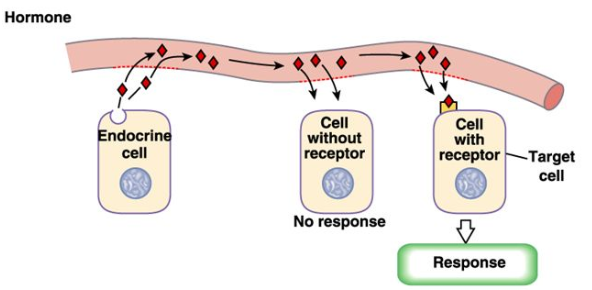 Hormone
Endocrine
cell
Cell
without
receptor
No response
Cell
with
receptor
Target
cell
Response